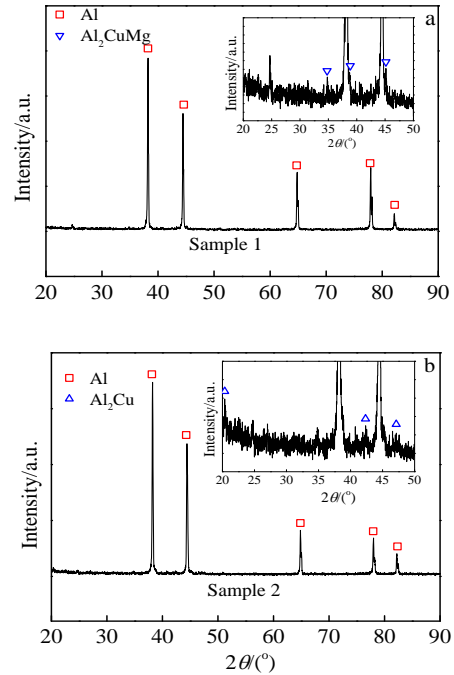 a
Al
Al₂CuMg
Intensity/a.u.
Intensity/a.u.
20 25 30 35 40 45 50
2θ/(°)
Sample 1
20 30 40 50 60 70 80 90
b
Al
Al₂Cu
Intensity/a.u.
Intensity/a.u.
20 25 30 35 40 45 50
2θ/(°)
Sample 2
20 30 40 50 60 70 80 90
2θ/(°)